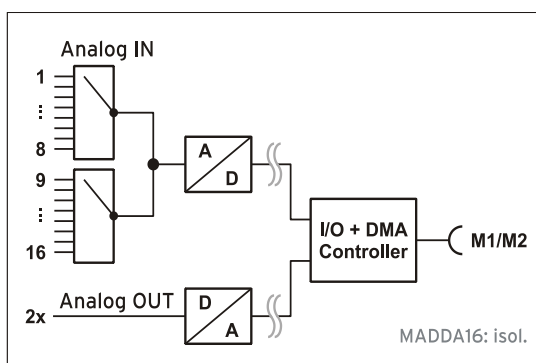 Analog IN
1
⋮
8
9
⋮
16
A
D
I/O + DMA
Controller
M1/M2
2x
Analog OUT
D
A
MADDA16: isol.